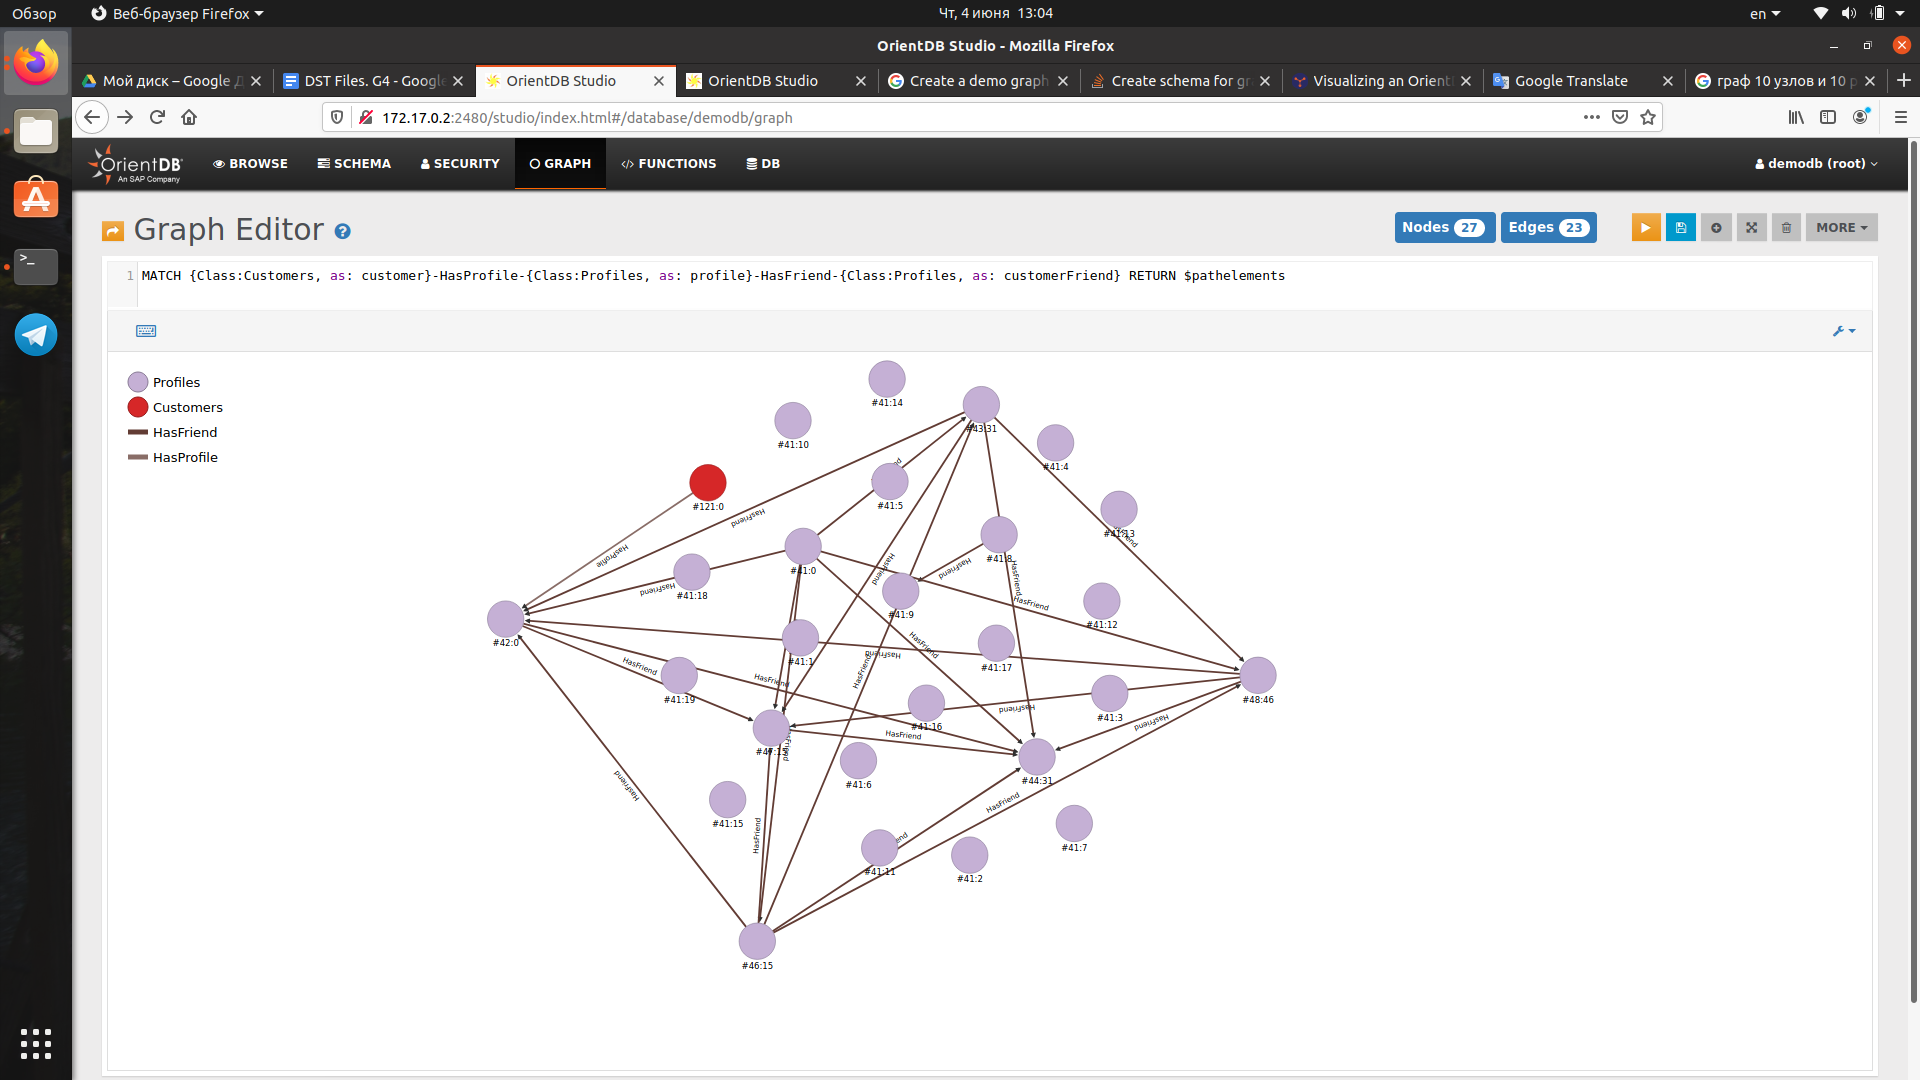 Обзор
Веб-браузер Firefox
Чт, 4 июня 13:04
en
OrientDB Studio - Mozilla Firefox
Мой диск – Google Д
DST Files. G4 - Google
OrientDB Studio
OrientDB Studio
Create a demo graph
Create schema for gr
Visualizing an Orient
Google Translate
граф 10 узлов и 10 р
172.17.0.2:2480/studio/index.html#/database/demodb/graph
OrientDB
An SAP Company
BROWSE
SCHEMA
SECURITY
GRAPH
</> FUNCTIONS
DB
demodb (root)
Graph Editor
Nodes 27
Edges 23
MORE
1 MATCH {Class:Customers, as: customer}-HasProfile-{Class:Profiles, as: profile}-HasFriend-{Class:Profiles, as: customerFriend} RETURN $pathelements
Profiles
Customers
HasFriend
HasProfile
#41:14
#43:31
#41:10
#41:4
#121:0
#41:5
HasFriend
#41:13
HasProfile
#41:8
#41:0
HasFriend
HasFriend
HasFriend
#41:18
HasFriend
HasFriend
#41:9
#41:12
#42:0
HasFriend
HasFriend
#41:1
HasFriend
#41:17
HasFriend
HasFriend
#41:19
#48:46
HasFriend
#41:3
#41:16
HasFriend
HasFriend
#47:15
HasFriend
#44:31
#41:6
HasFriend
HasFriend
#41:15
HasFriend
#41:7
#41:11
#41:2
#46:15